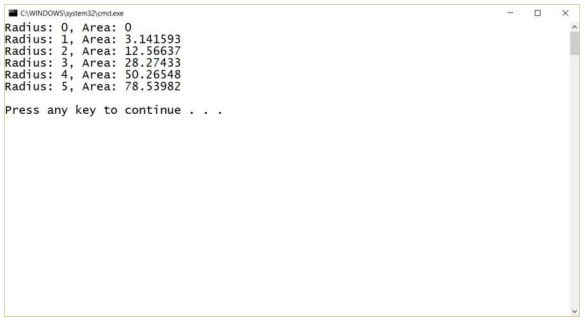 C:\WINDOWS\system32\cmd.exe
Radius: 0, Area: 0
Radius: 1, Area: 3.141593
Radius: 2, Area: 12.56637
Radius: 3, Area: 28.27433
Radius: 4, Area: 50.26548
Radius: 5, Area: 78.53982
Press any key to continue . . .